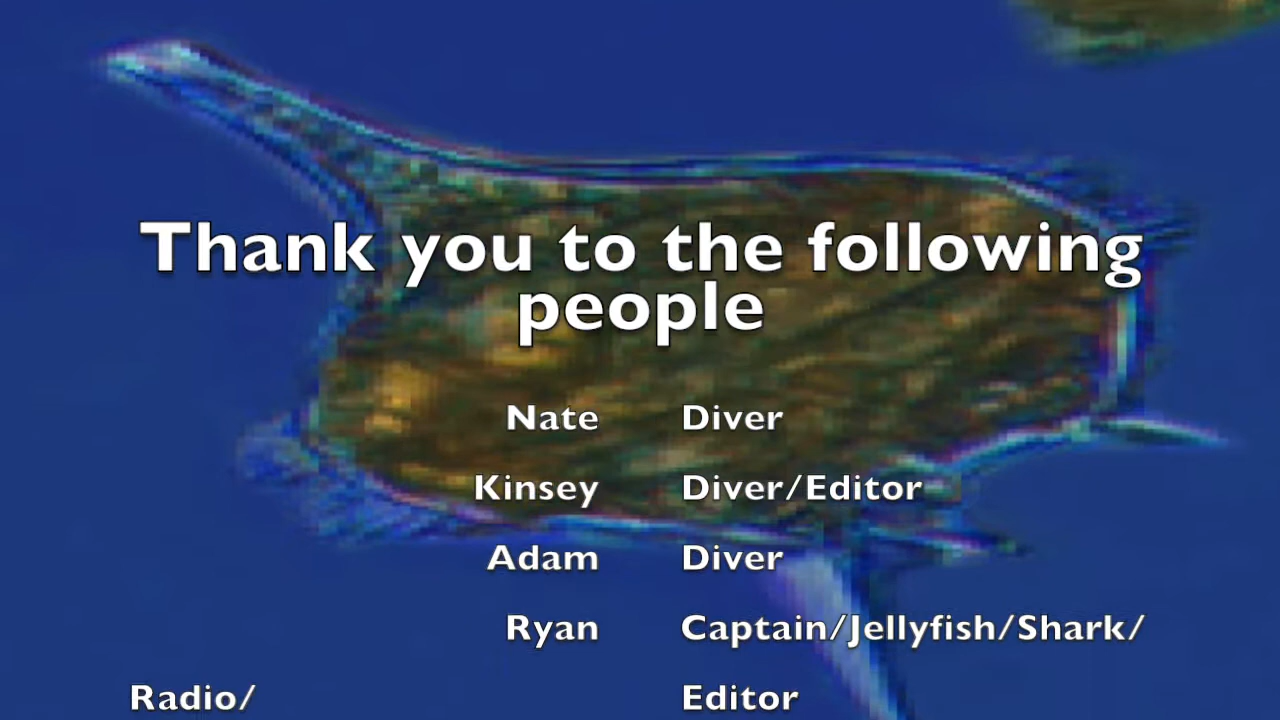 Thank you to the following
people
Nate Diver
Kinsey Diver/Editor
Adam Diver
Ryan Captain/Jellyfish/Shark/
Radio/ Editor